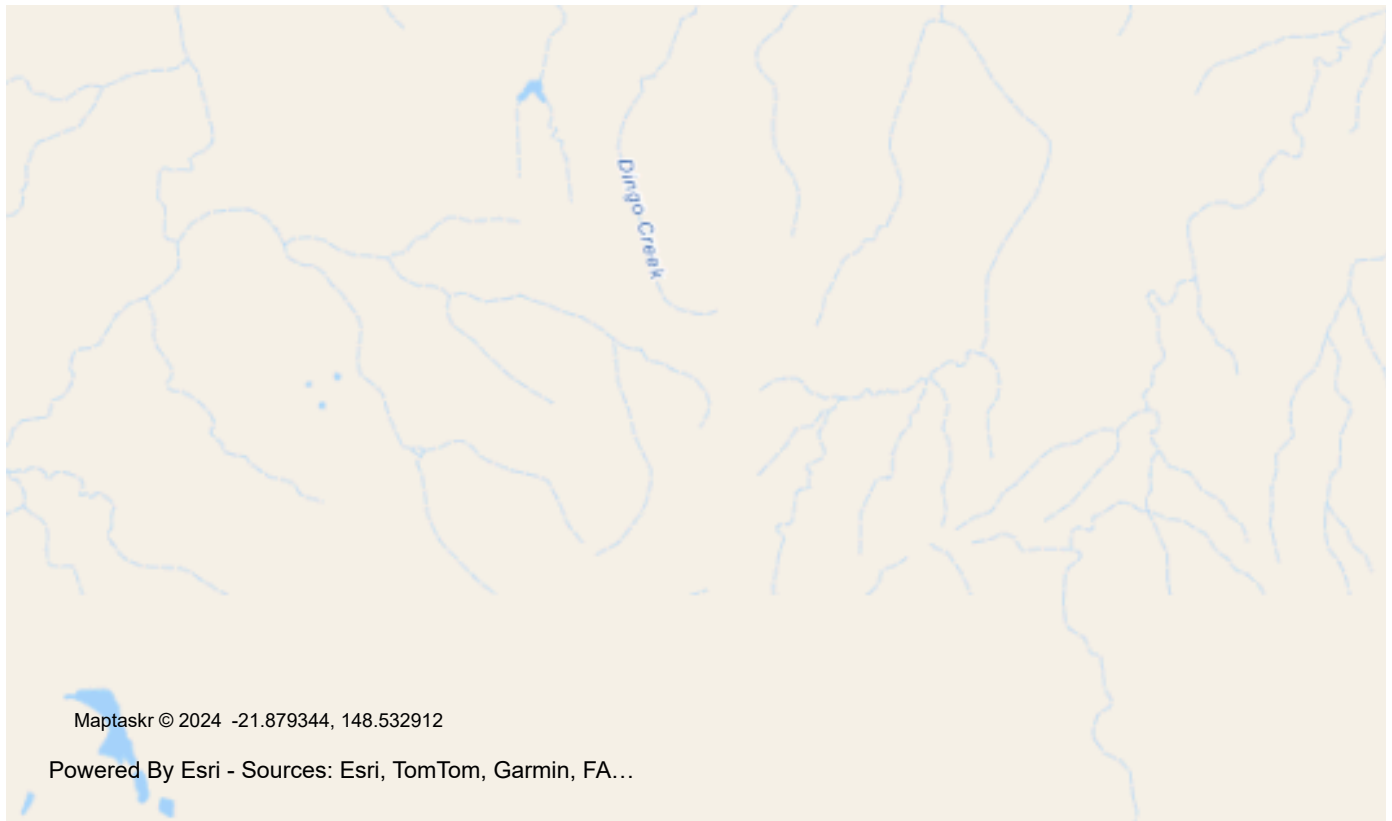 Dingo Creek
Maptaskr © 2024 -21.879344, 148.532912
Powered By Esri - Sources: Esri, TomTom, Garmin, FA…